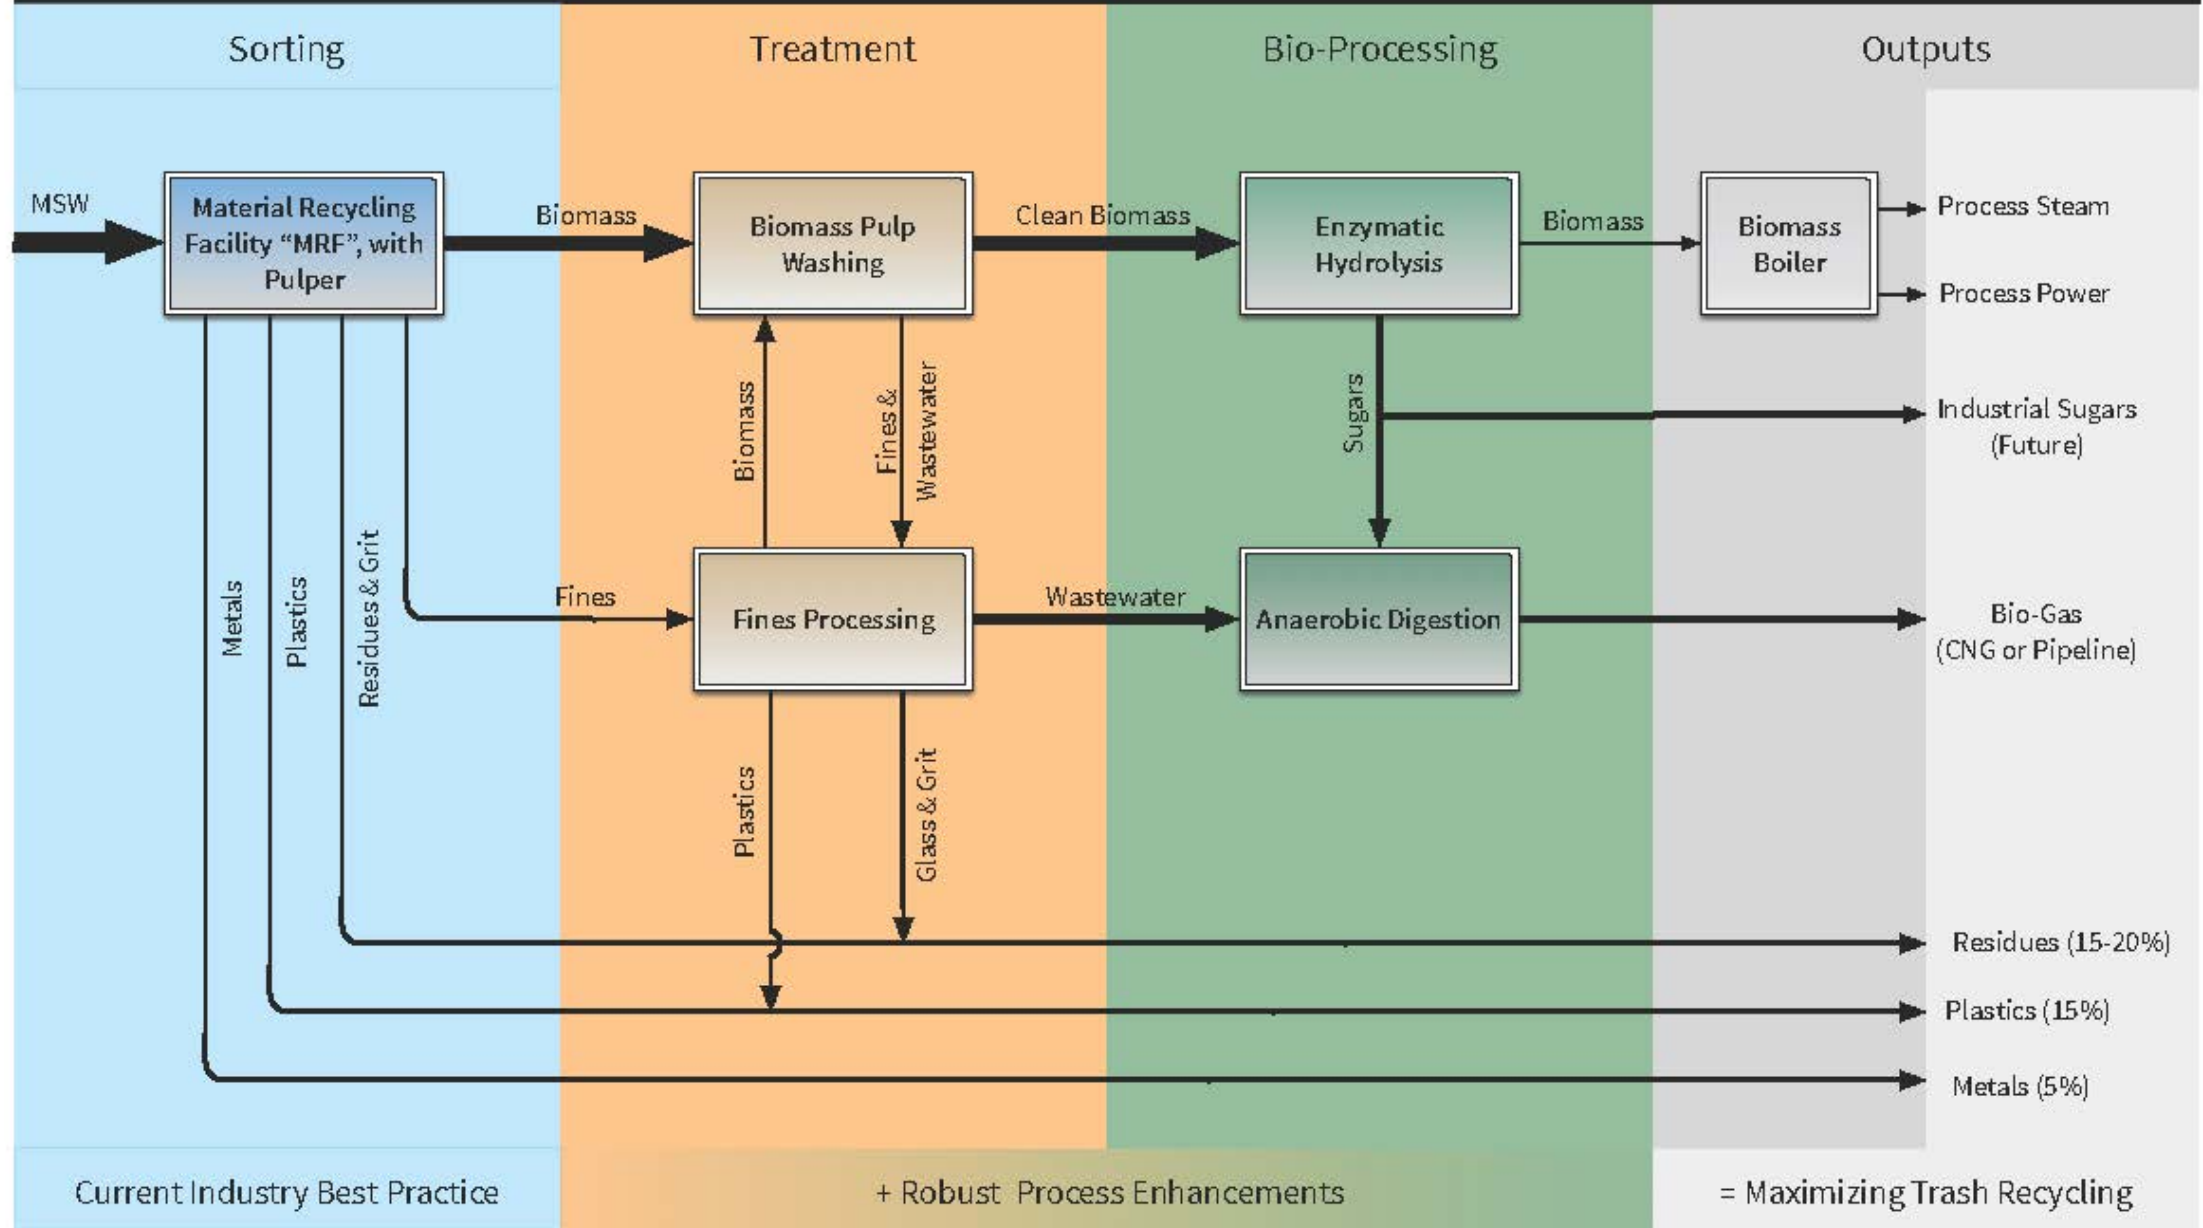 Sorting
Treatment
Bio-Processing
Outputs
MSW
Material Recycling
Facility “MRF”, with
Pulper
Biomass
Biomass Pulp
Washing
Clean Biomass
Enzymatic
Hydrolysis
Biomass
Biomass
Boiler
Process Steam
Process Power
Biomass
Fines &
Wastewater
Sugars
Industrial Sugars
(Future)
Metals
Plastics
Residues & Grit
Fines
Fines Processing
Wastewater
Anaerobic Digestion
Bio-Gas
(CNG or Pipeline)
Plastics
Glass & Grit
Residues (15-20%)
Plastics (15%)
Metals (5%)
Current Industry Best Practice
+ Robust Process Enhancements
= Maximizing Trash Recycling